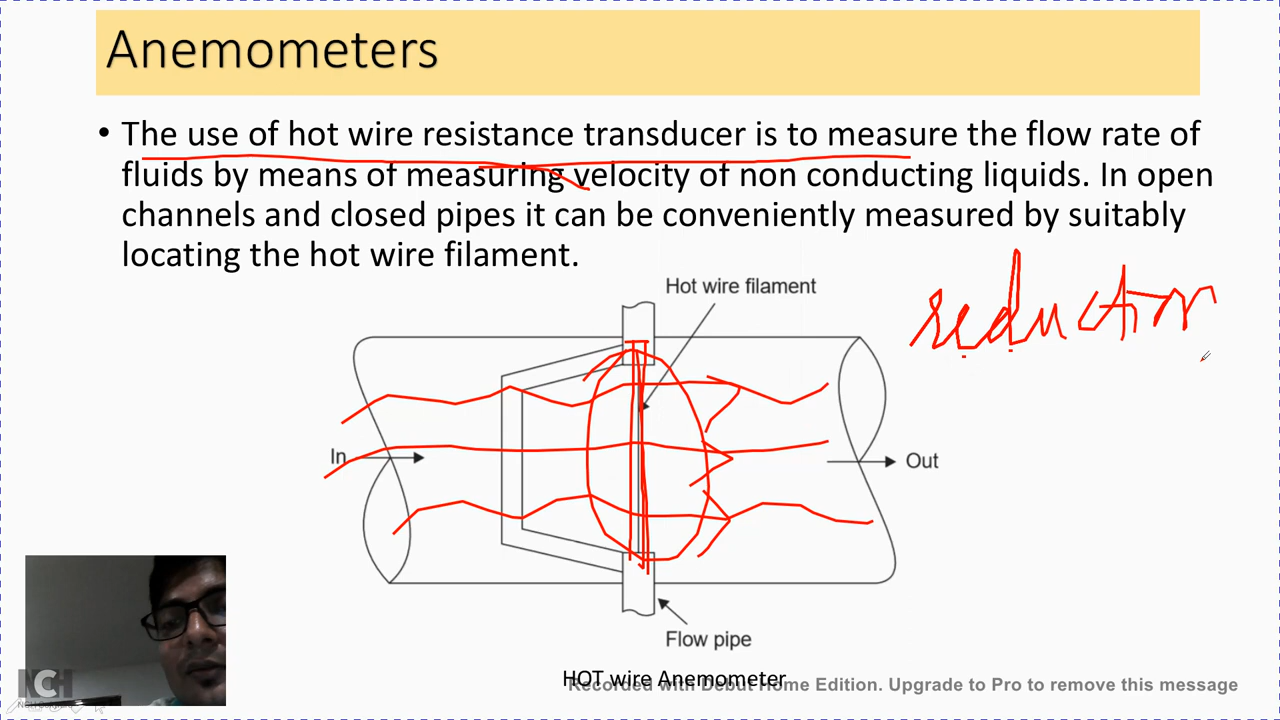 Anemometers
• The use of hot wire resistance transducer is to measure the flow rate of
fluids by means of measuring velocity of non conducting liquids. In open
channels and closed pipes it can be conveniently measured by suitably
locating the hot wire filament.
reduction
Hot wire filament
In
Out
Flow pipe
HOT wire Anemometer
Recorded with Debut Home Edition. Upgrade to Pro to remove this message
NCH